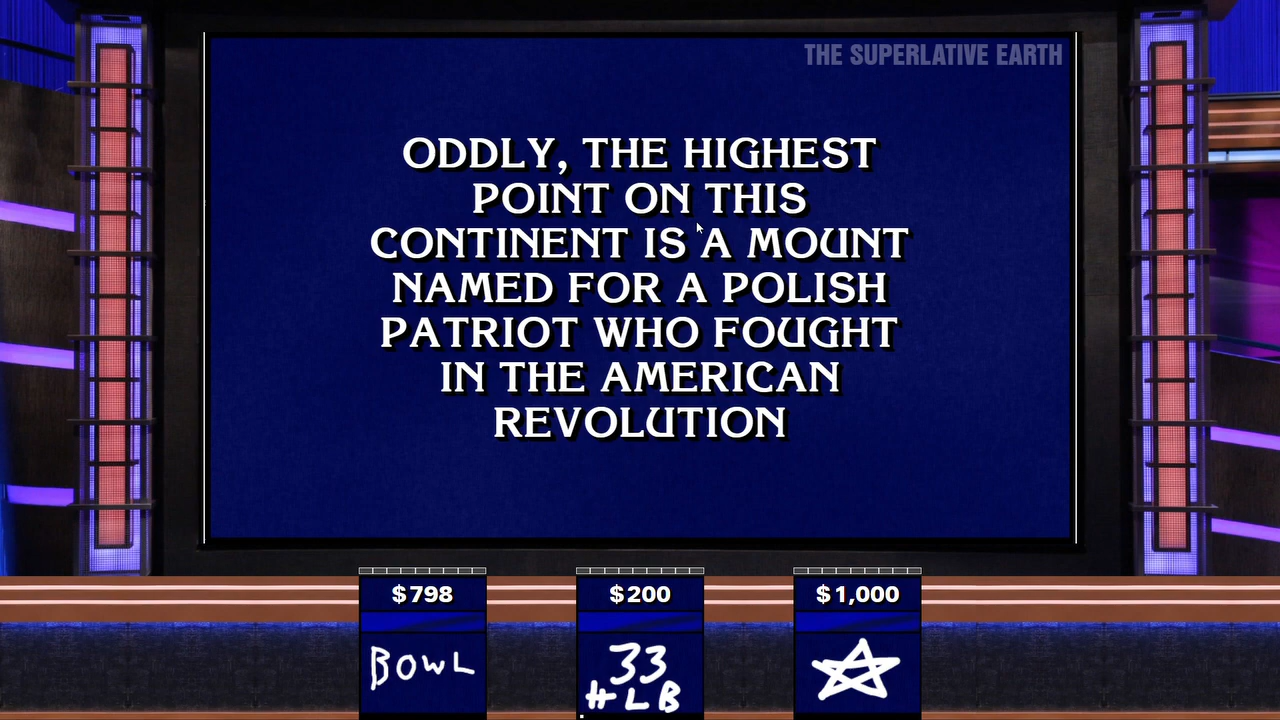 THE SUPERLATIVE EARTH
ODDLY, THE HIGHEST
POINT ON THIS
CONTINENT IS A MOUNT
NAMED FOR A POLISH
PATRIOT WHO FOUGHT
IN THE AMERICAN
REVOLUTION
$798 $200 $1,000
BOWL 33
HLB